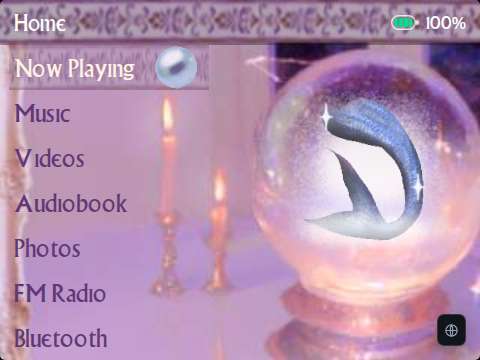 Home
100%
Now Playing
Music
Videos
Audiobook
Photos
FM Radio
Bluetooth